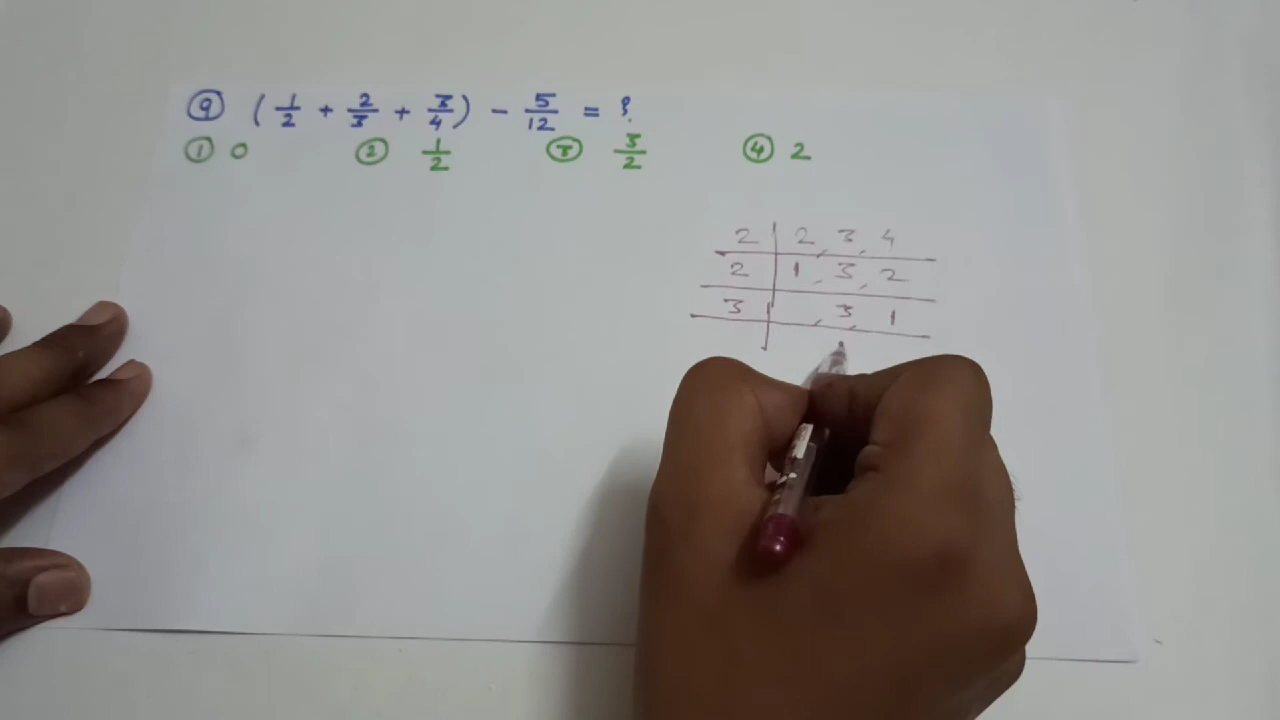 9 ( 1/2 + 2/3 + 3/4 ) - 5/12 = ?
① 0 ② 1/2 ③ 3/2 ④ 2
2 | 2, 3, 4
2 | 1, 3, 2
3 | , 3, 1